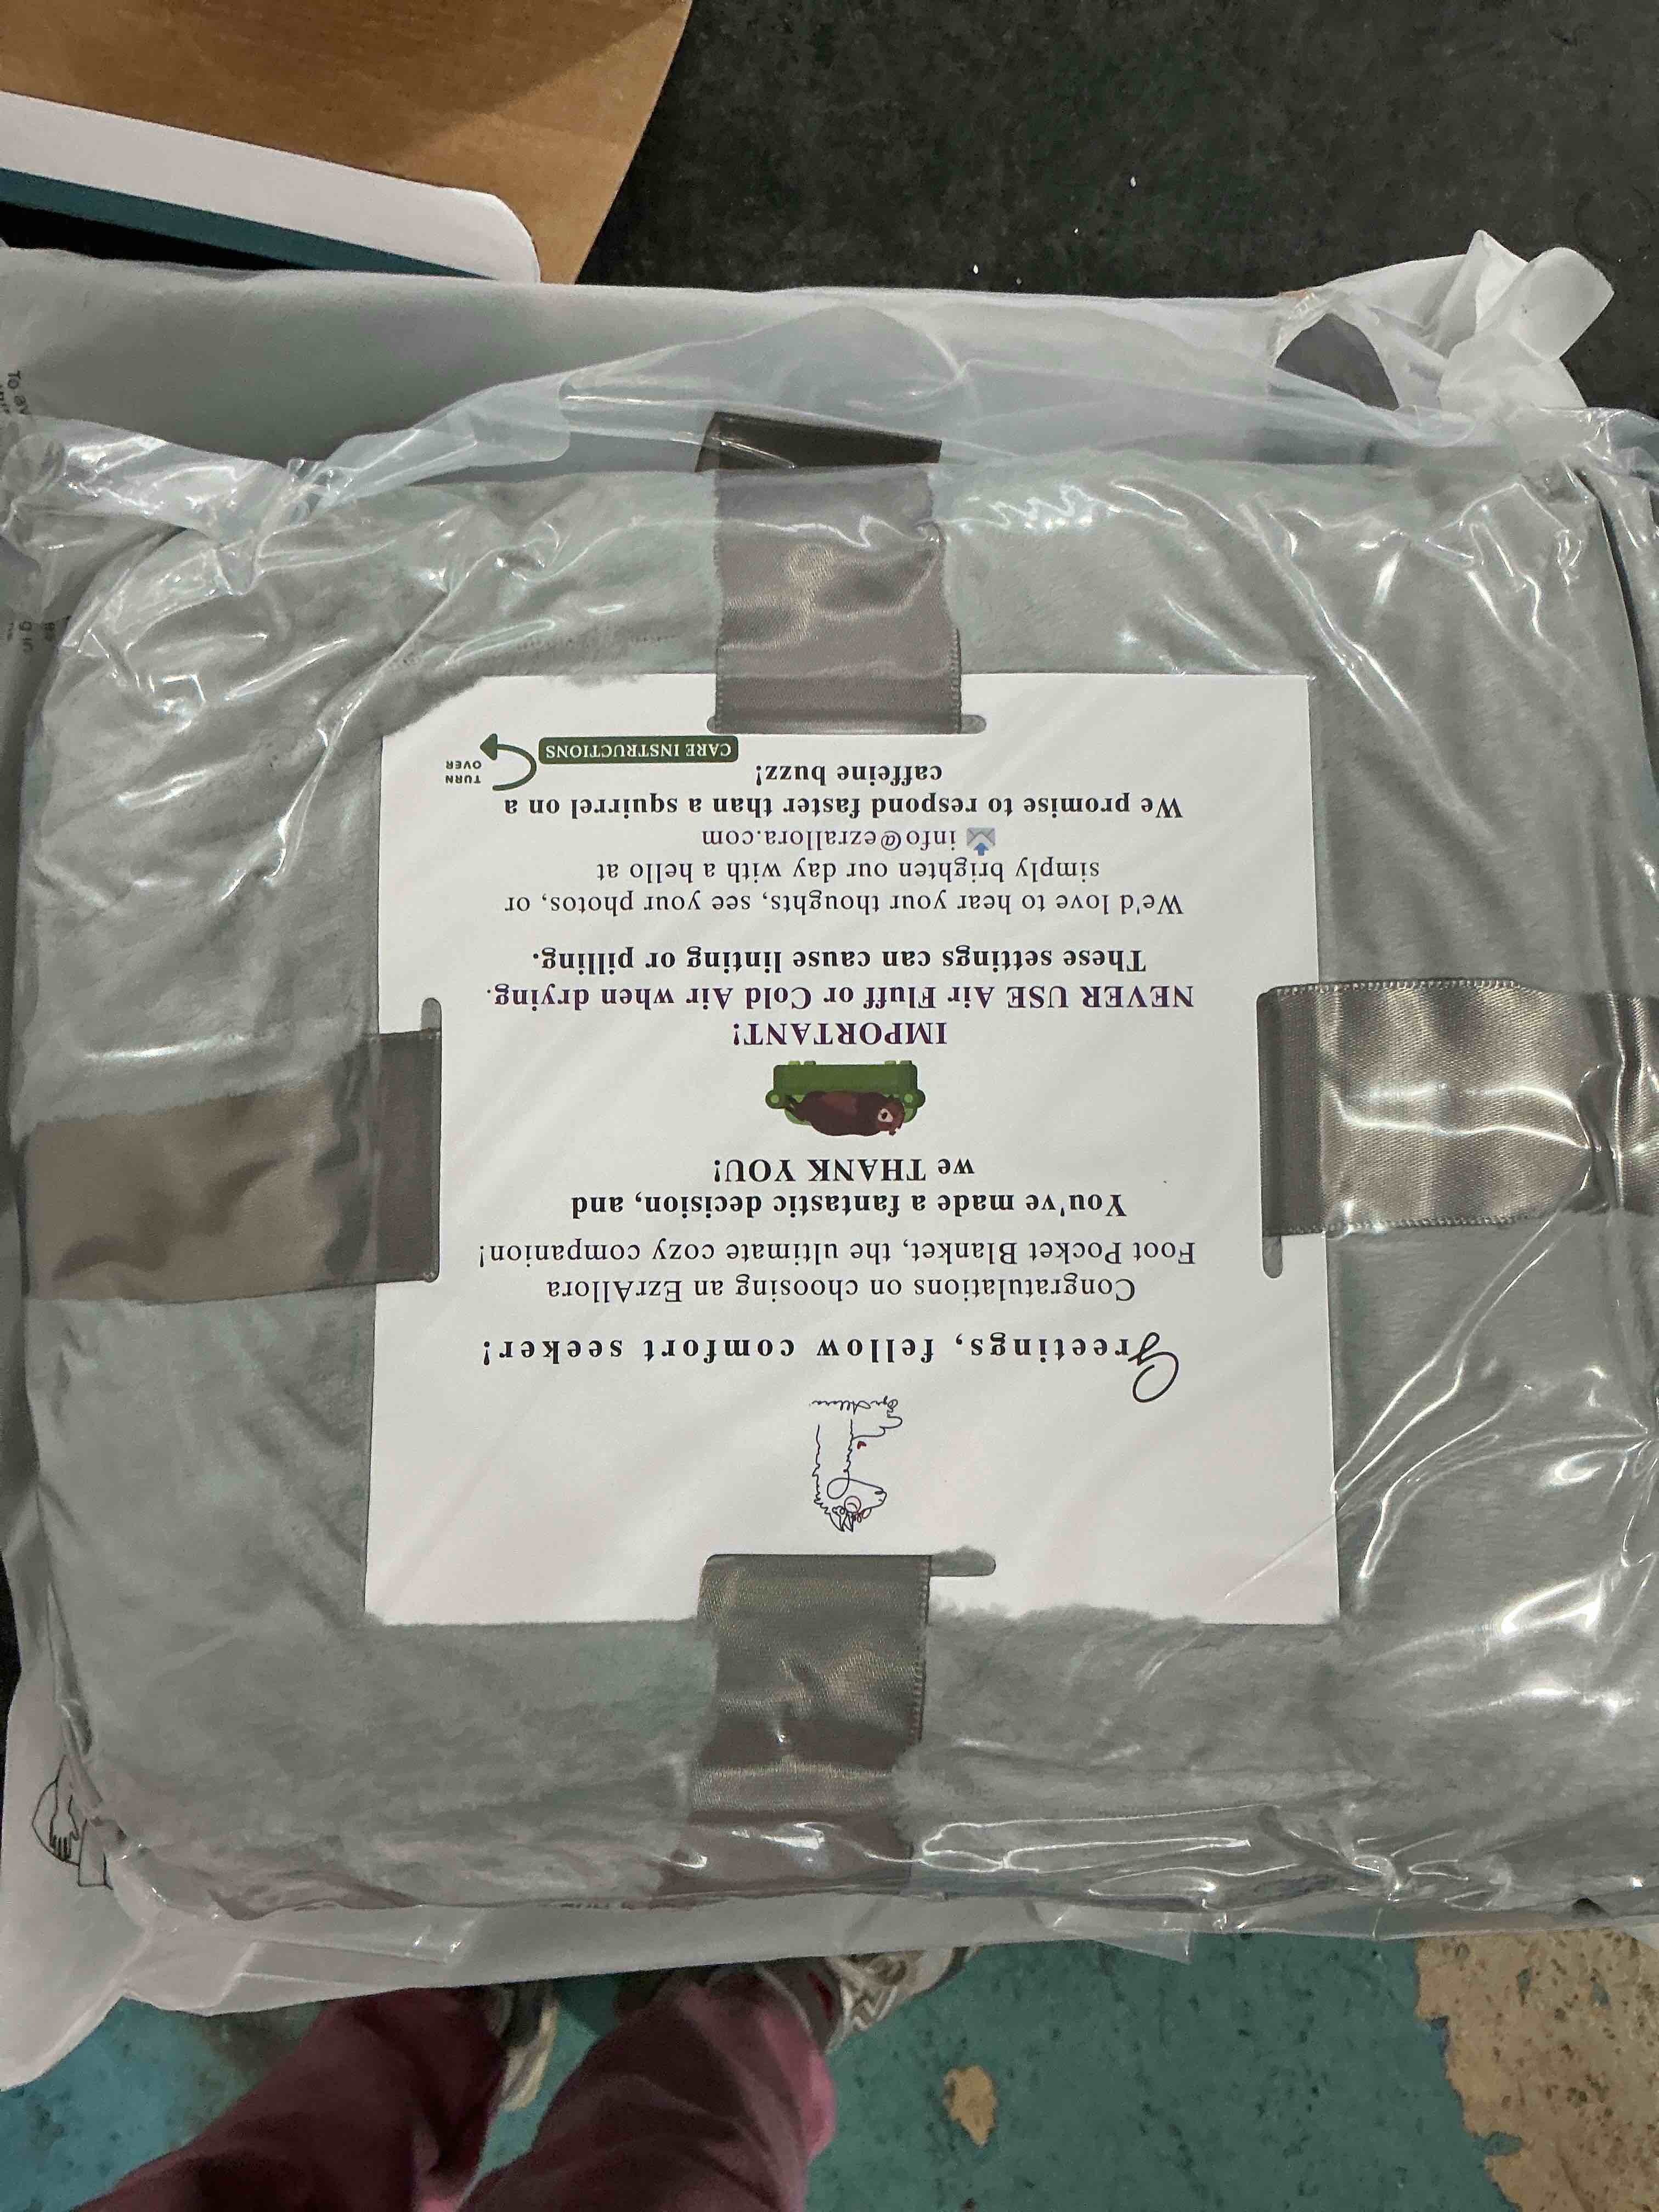 EzrAllora
Greetings, fellow comfort seeker!
Congratulations on choosing an EzrAllora
Foot Pocket Blanket, the ultimate cozy companion!
You've made a fantastic decision, and
we THANK YOU!
IMPORTANT!
NEVER USE Air Fluff or Cold Air when drying.
These settings can cause linting or pilling.
We'd love to hear your thoughts, see your photos, or
simply brighten our day with a hello at
info@ezrallora.com
We promise to respond faster than a squirrel on a
caffeine buzz!
CARE INSTRUCTIONS
TURN
OVER